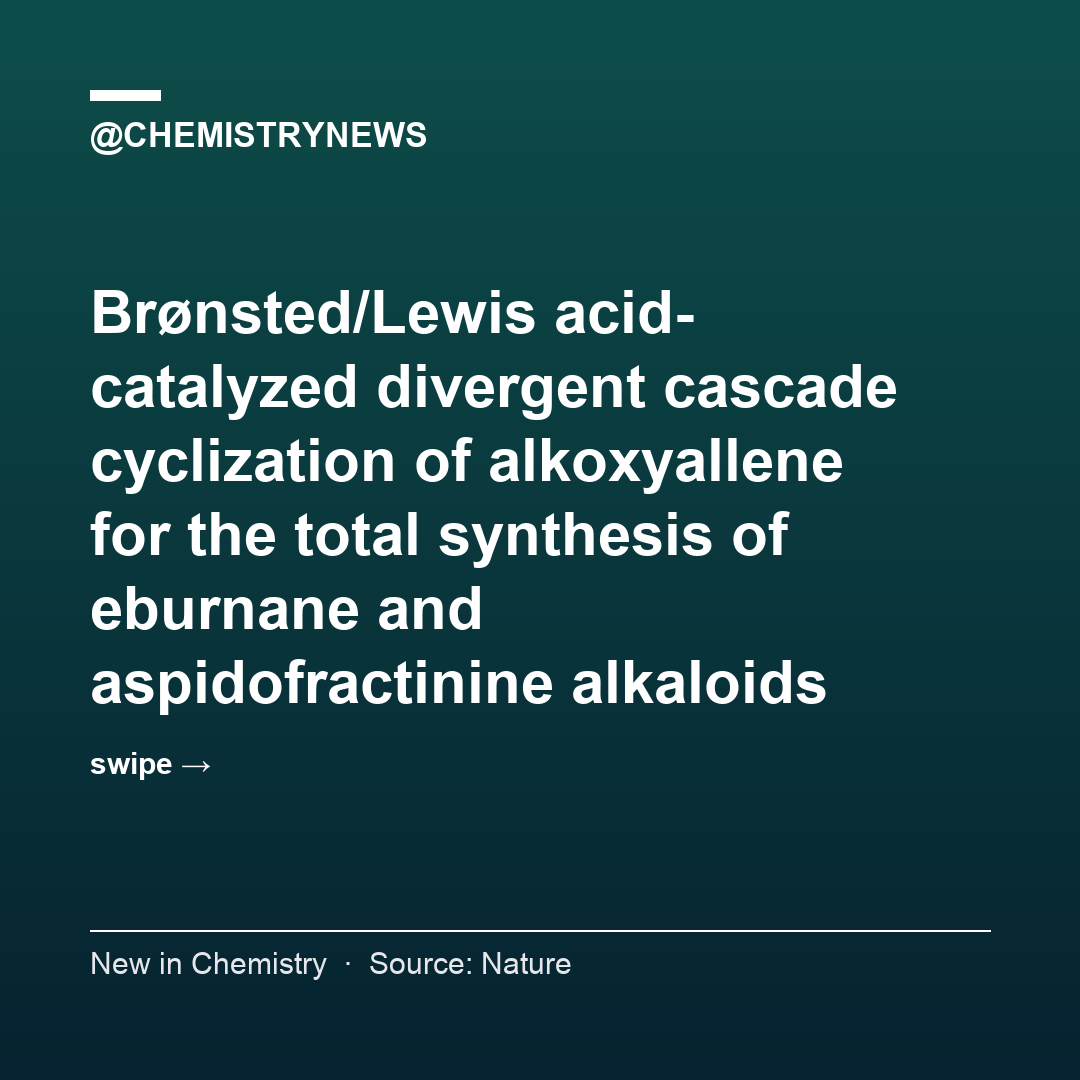 @CHEMISTRYNEWS
Brønsted/Lewis acid-
catalyzed divergent cascade
cyclization of alkoxyallene
for the total synthesis of
eburnane and
aspidofractinine alkaloids
swipe →
New in Chemistry · Source: Nature